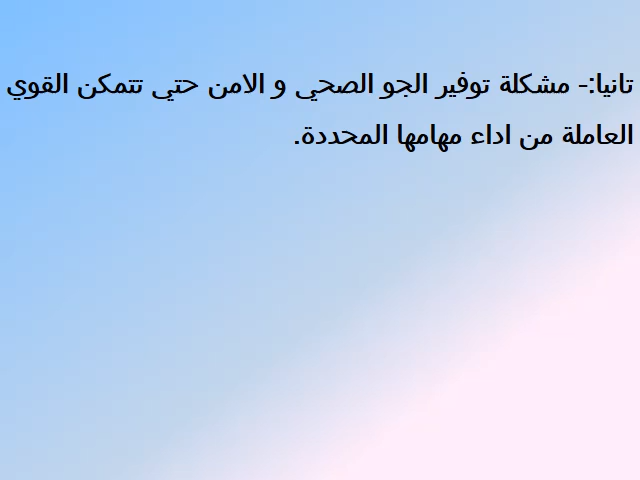 تانيا:- مشكلة توفير الجو الصحي و الامن حتي تتمكن القوي
العاملة من اداء مهامها المحددة.